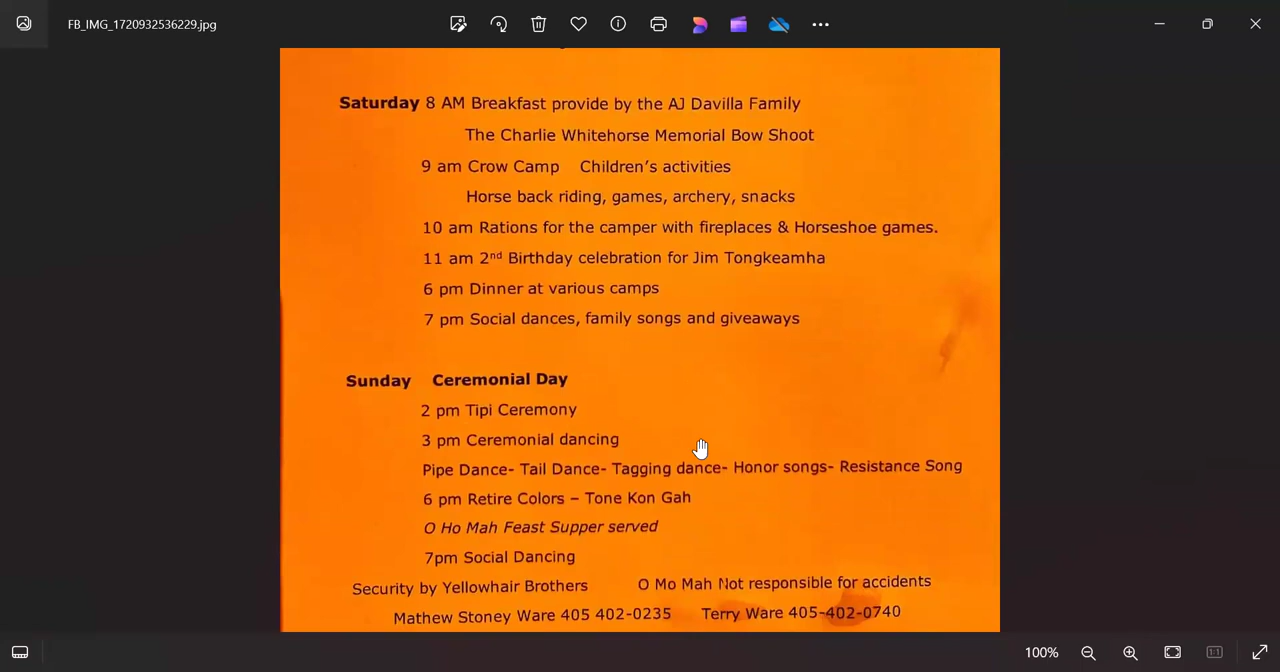 FB_IMG_1720932536229.jpg
Saturday 8 AM Breakfast provide by the AJ Davilla Family
The Charlie Whitehorse Memorial Bow Shoot
9 am Crow Camp Children's activities
Horse back riding, games, archery, snacks
10 am Rations for the camper with fireplaces & Horseshoe games.
11 am 2nd Birthday celebration for Jim Tongkeamha
6 pm Dinner at various camps
7 pm Social dances, family songs and giveaways
Sunday Ceremonial Day
2 pm Tipi Ceremony
3 pm Ceremonial dancing
Pipe Dance- Tail Dance- Tagging dance- Honor songs- Resistance Song
6 pm Retire Colors – Tone Kon Gah
O Ho Mah Feast Supper served
7pm Social Dancing
Security by Yellowhair Brothers O Mo Mah Not responsible for accidents
Mathew Stoney Ware 405 402-0235 Terry Ware 405-402-0740
100%
1:1